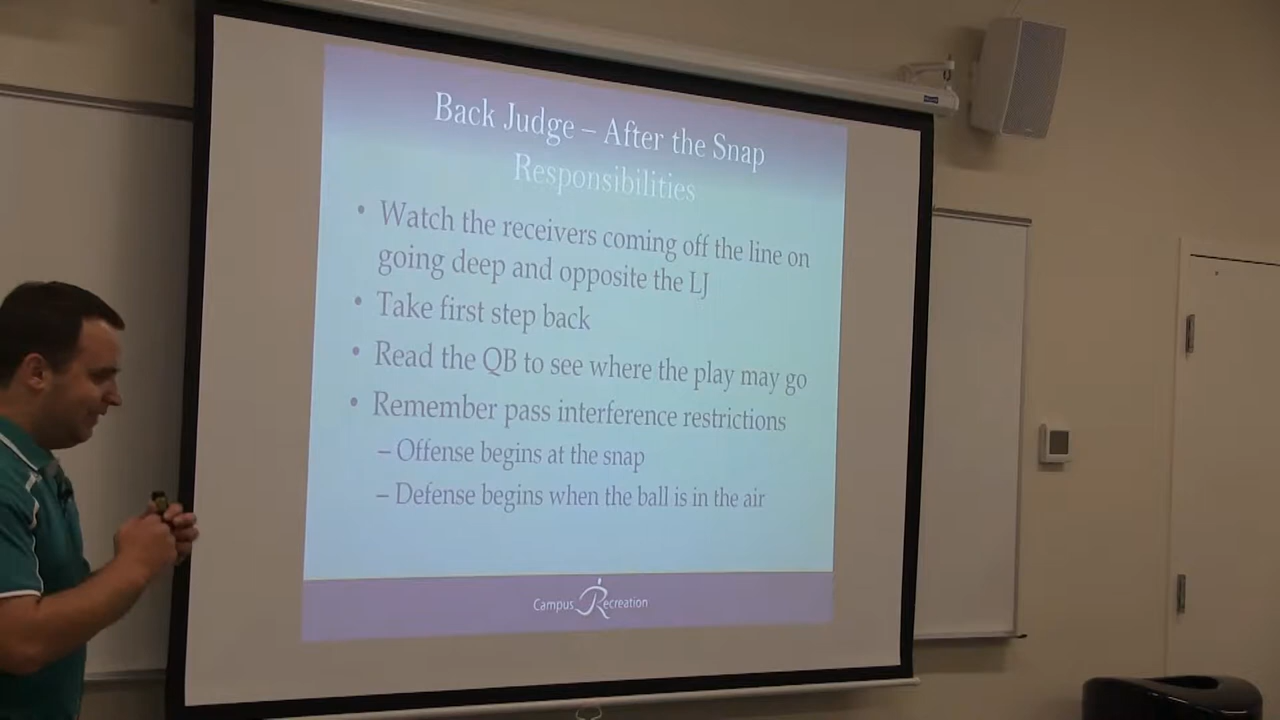 Back Judge – After the Snap
Responsibilities
• Watch the receivers coming off the line on
going deep and opposite the LJ
• Take first step back
• Read the QB to see where the play may go
• Remember pass interference restrictions
– Offense begins at the snap
– Defense begins when the ball is in the air
Campus Recreation